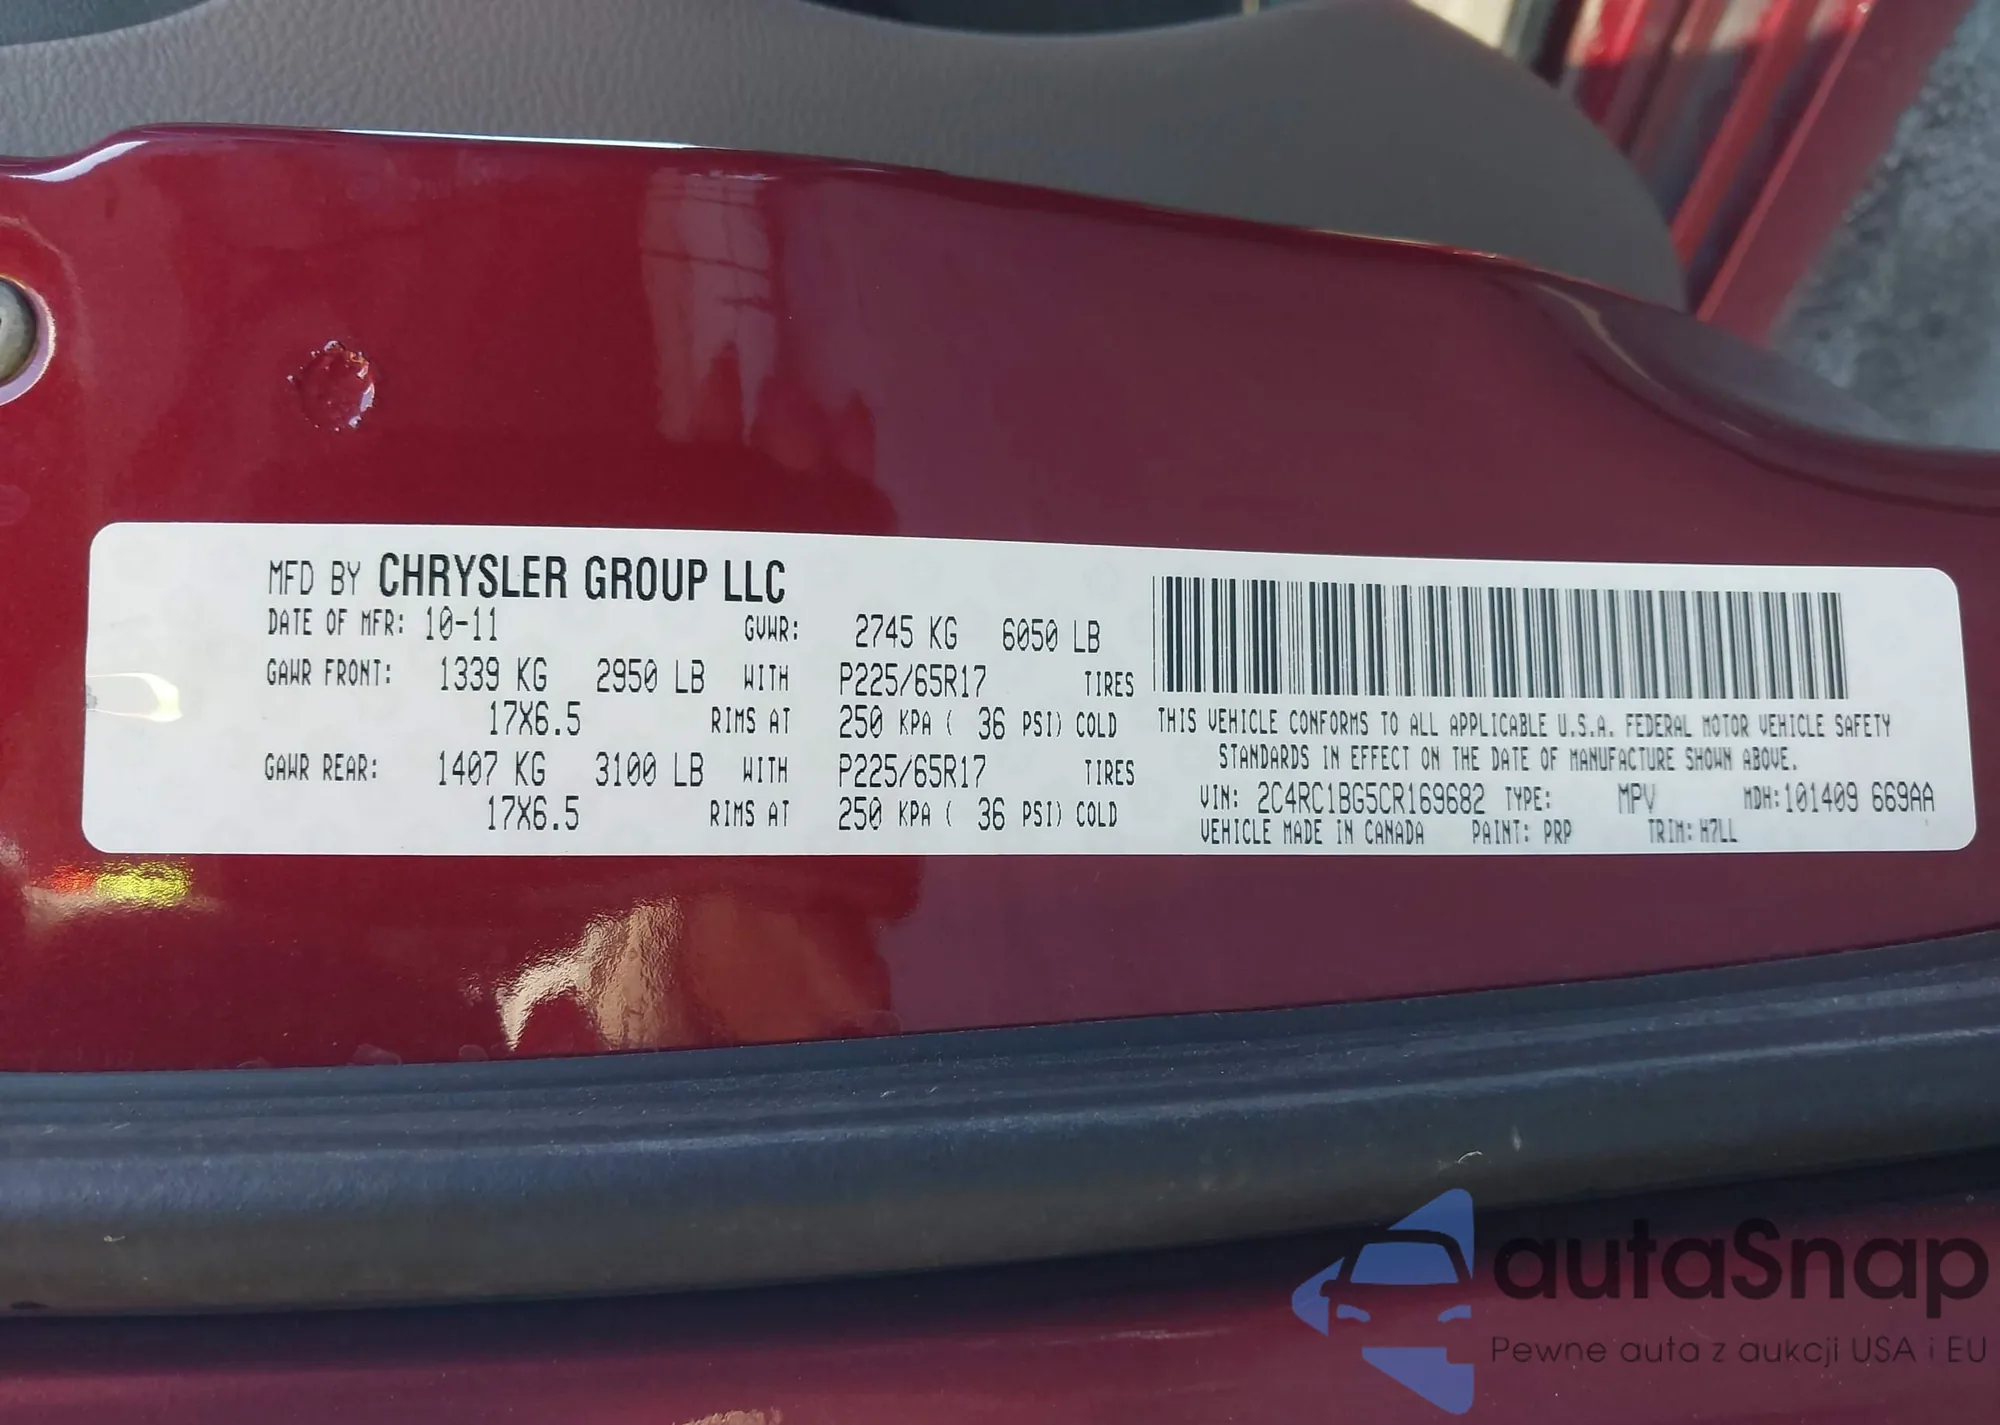 MFD BY CHRYSLER GROUP LLC
DATE OF MFR: 10-11 GVWR: 2745 KG 6050 LB
GAWR FRONT: 1339 KG 2950 LB WITH P225/65R17 TIRES
17X6.5 RIMS AT 250 KPA ( 36 PSI) COLD
GAWR REAR: 1407 KG 3100 LB WITH P225/65R17 TIRES
17X6.5 RIMS AT 250 KPA ( 36 PSI) COLD
THIS VEHICLE CONFORMS TO ALL APPLICABLE U.S.A. FEDERAL MOTOR VEHICLE SAFETY
STANDARDS IN EFFECT ON THE DATE OF MANUFACTURE SHOWN ABOVE.
VIN: 2C4RC1BG5CR169682 TYPE: MPV MDH:101409 669AA
VEHICLE MADE IN CANADA PAINT: PRP TRIM: H7LL
autaSnap
Pewne auta z aukcji USA i EU